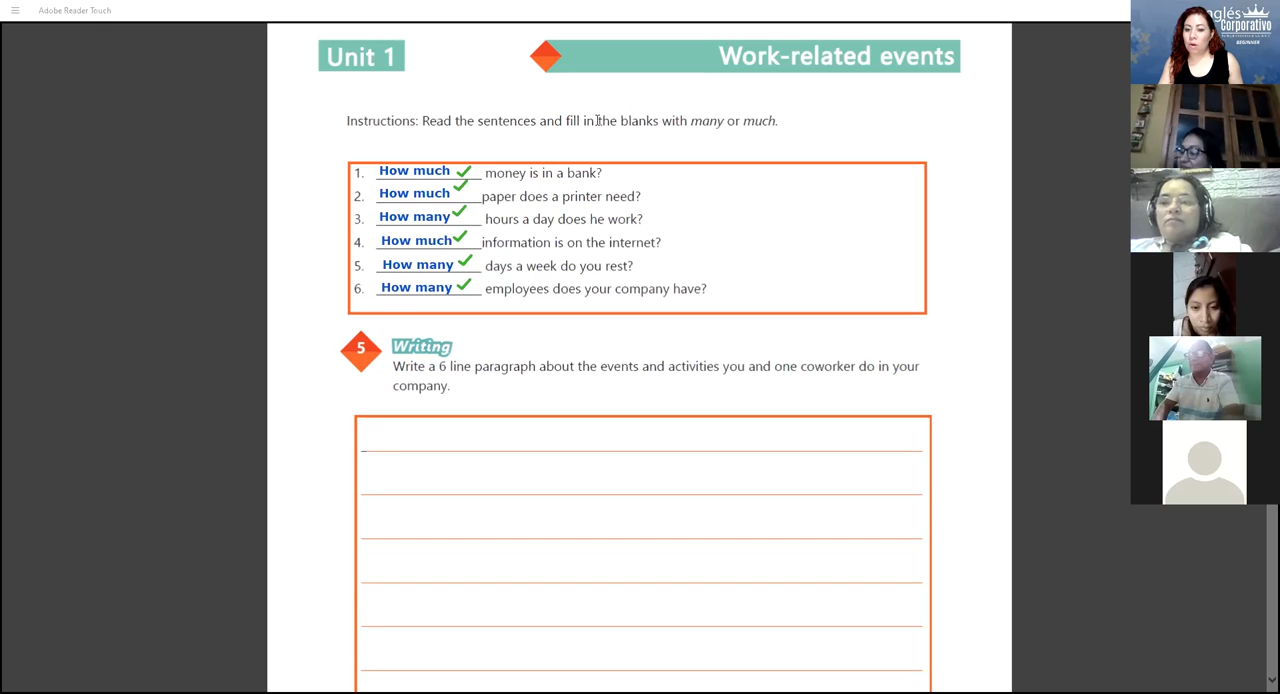 Adobe Reader Touch
glés
Corporativo
BEGINNER
Unit 1
Work-related events
Instructions: Read the sentences and fill in the blanks with many or much.
1. How much money is in a bank?
2. How much paper does a printer need?
3. How many hours a day does he work?
4. How much information is on the internet?
5. How many days a week do you rest?
6. How many employees does your company have?
5 Writing
Write a 6 line paragraph about the events and activities you and one coworker do in your
company.